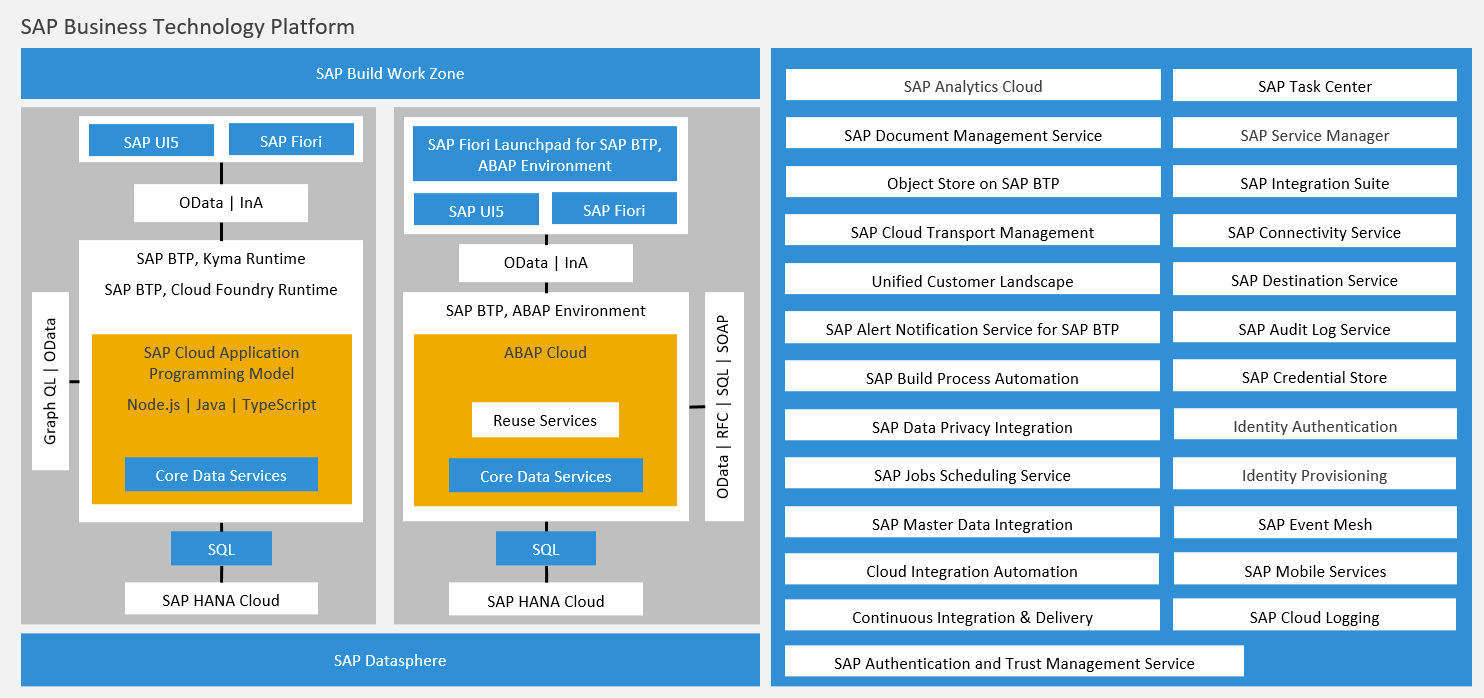 SAP Business Technology Platform
SAP Build Work Zone
SAP UI5
SAP Fiori
OData | InA
SAP BTP, Kyma Runtime
SAP BTP, Cloud Foundry Runtime
Graph QL | OData
SAP Cloud Application
Programming Model
Node.js | Java | TypeScript
Core Data Services
SQL
SAP HANA Cloud
SAP Fiori Launchpad for SAP BTP,
ABAP Environment
SAP UI5
SAP Fiori
OData | InA
SAP BTP, ABAP Environment
ABAP Cloud
Reuse Services
Core Data Services
OData | RFC | SQL | SOAP
SQL
SAP HANA Cloud
SAP Datasphere
SAP Analytics Cloud
SAP Task Center
SAP Document Management Service
SAP Service Manager
Object Store on SAP BTP
SAP Integration Suite
SAP Cloud Transport Management
SAP Connectivity Service
Unified Customer Landscape
SAP Destination Service
SAP Alert Notification Service for SAP BTP
SAP Audit Log Service
SAP Build Process Automation
SAP Credential Store
SAP Data Privacy Integration
Identity Authentication
SAP Jobs Scheduling Service
Identity Provisioning
SAP Master Data Integration
SAP Event Mesh
Cloud Integration Automation
SAP Mobile Services
Continuous Integration & Delivery
SAP Cloud Logging
SAP Authentication and Trust Management Service